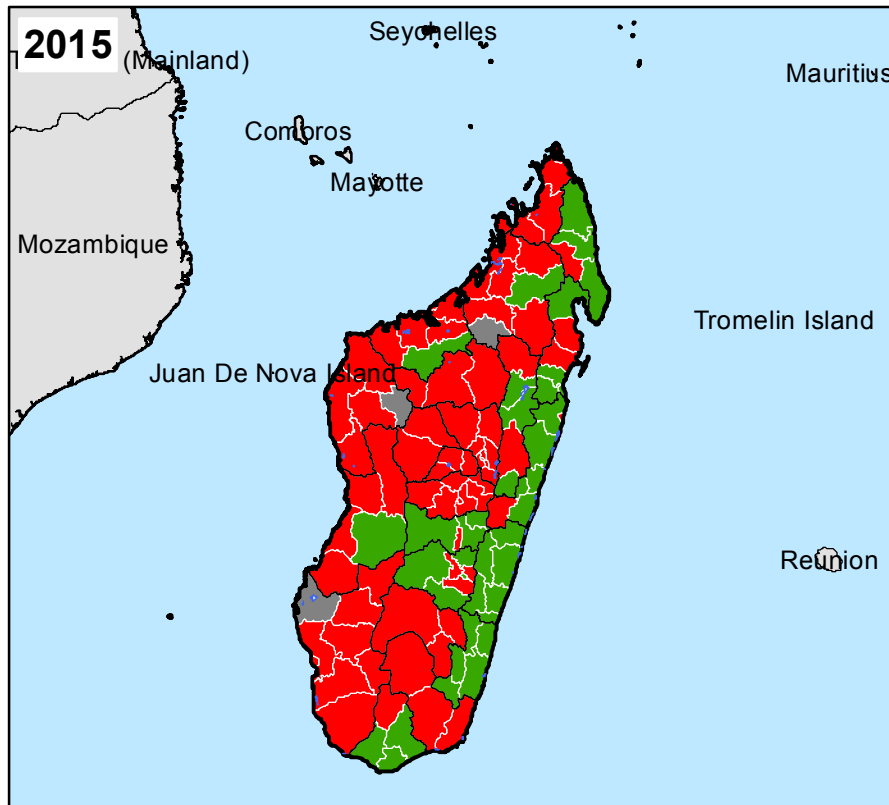 Seychelles
2015
(Mainland)
Mauritius
Comoros
Mayotte
Mozambique
Tromelin Island
Juan De Nova Island
Reunion